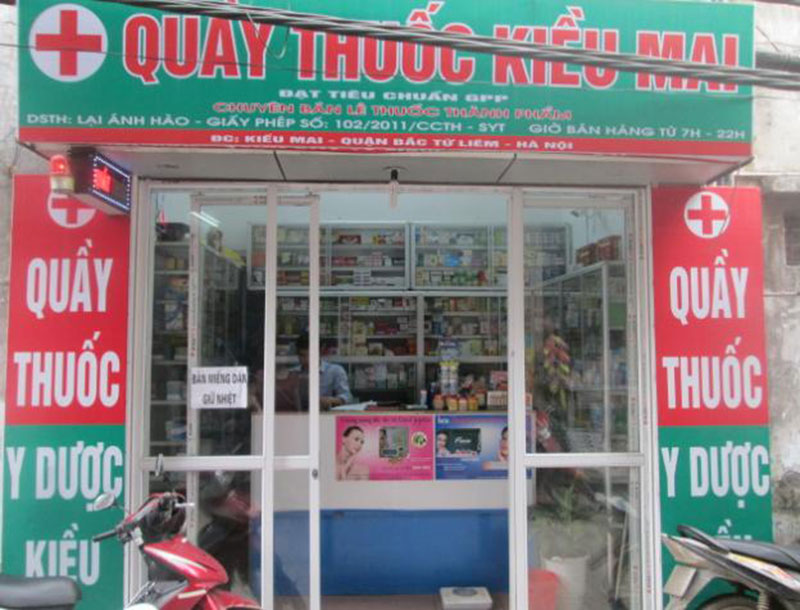 QUẦY THUỐC KIỀU MAI
ĐẠT TIÊU CHUẨN GPP
CHUYÊN BÁN LẺ THUỐC THÀNH PHẨM
DSTH: LẠI ÁNH HẢO - GIẤY PHÉP SỐ: 102/2011/CCTH - SYT GIỜ BÁN HÀNG TỪ 7H - 22H
ĐC: KIỀU MAI - QUẬN BẮC TỪ LIÊM - HÀ NỘI
QUẦY
THUỐC
Y DƯỢC
KIỀU
BÁN MIẾNG DÁN
GIỮ NHIỆT
QUẦY
THUỐC
Y DƯỢC
KIỀU